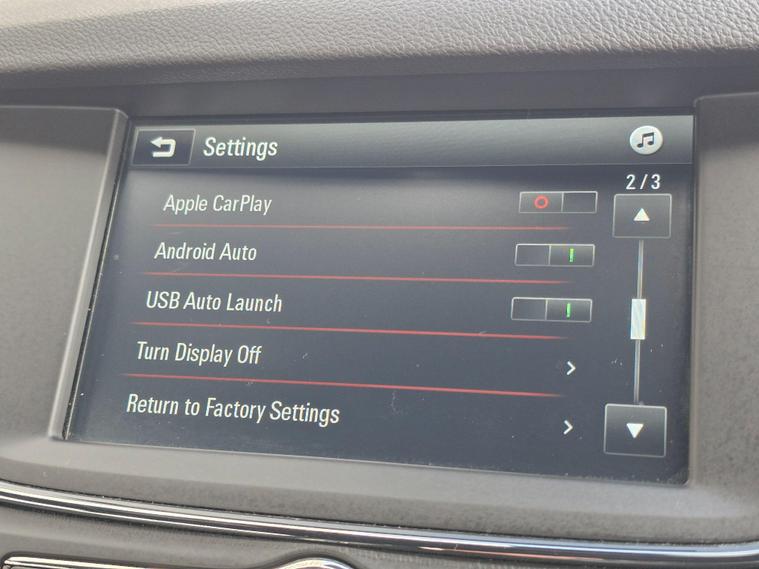 Settings
2/3
Apple CarPlay
Android Auto
USB Auto Launch
Turn Display Off
Return to Factory Settings